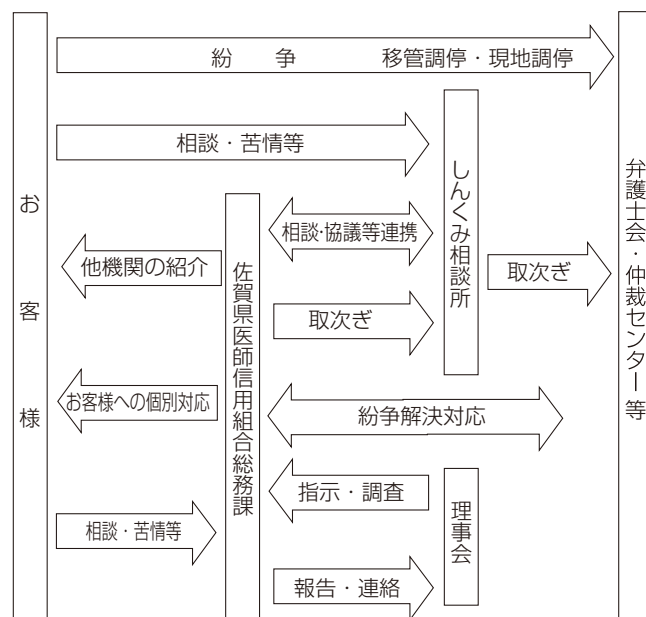 紛　争　移管調停・現地調停
相談・苦情等
お客様
しんくみ相談所
弁護士会・仲裁センター等
相談・協議等連携
他機関の紹介
佐賀県医師信用組合総務課
取次ぎ
取次ぎ
お客様への個別対応
紛争解決対応
指示・調査
理事会
相談・苦情等
報告・連絡